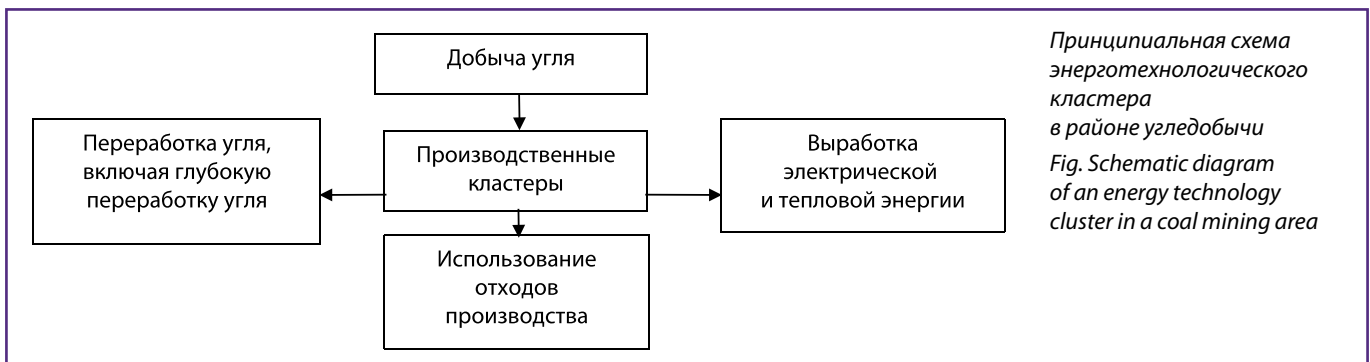 Добыча угля
Переработка угля,
включая глубокую
переработку угля
Производственные
кластеры
Выработка
электрической
и тепловой энергии
Использование
отходов
производства
Принципиальная схема
энерготехнологического
кластера
в районе угледобычи
Fig. Schematic diagram
of an energy technology
cluster in a coal mining area